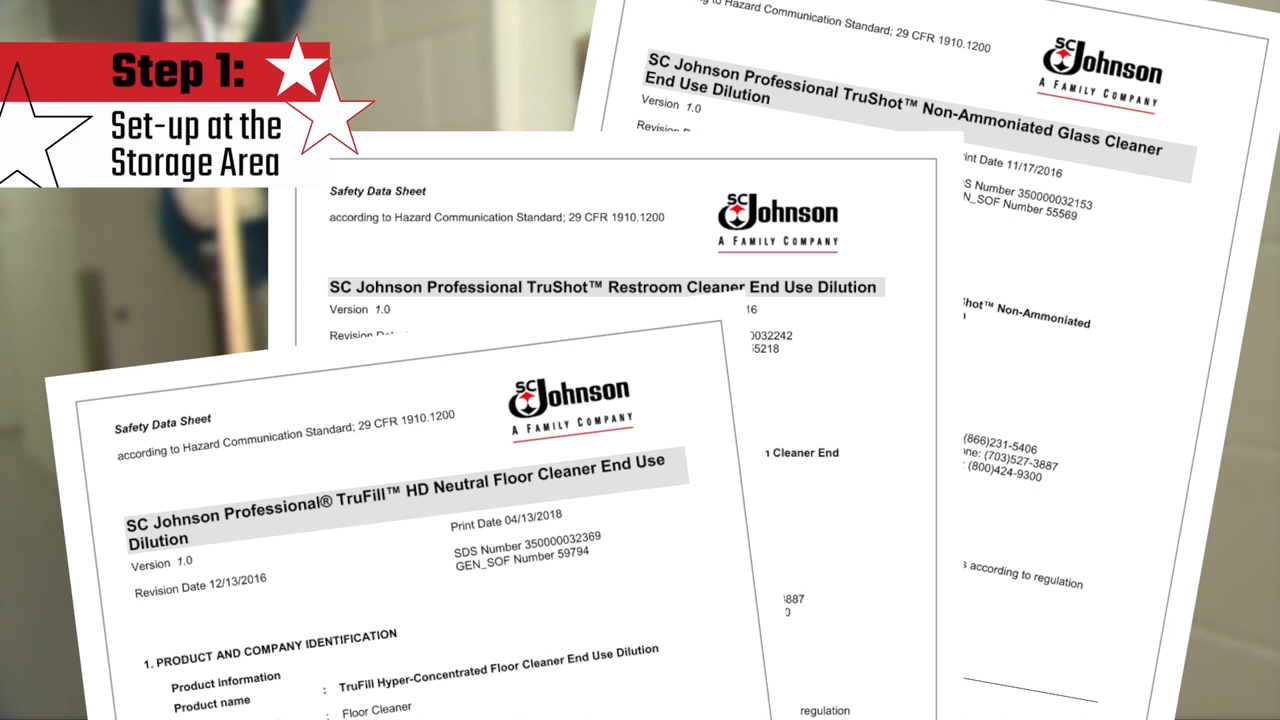 Step 1:
Set-up at the
Storage Area
to Hazard Communication Standard; 29 CFR 1910.1200
SC Johnson
A FAMILY COMPANY
SC Johnson Professional TruShot™ Non-Ammoniated Glass Cleaner
End Use Dilution
Version 1.0
Print Date 11/17/2016
SDS Number 350000032153
GEN_SOF Number 55569
Shot™ Non-Ammoniated
(866)231-5406
(703)527-3887
(800)424-9300
according to regulation
Safety Data Sheet
according to Hazard Communication Standard; 29 CFR 1910.1200
SC Johnson
A FAMILY COMPANY
SC Johnson Professional TruShot™ Restroom Cleaner End Use Dilution
Version 1.0
16
Revision
0032242
5218
Cleaner End
3887
0
regulation
Safety Data Sheet
according to Hazard Communication Standard; 29 CFR 1910.1200
SC Johnson
A FAMILY COMPANY
SC Johnson Professional® TruFill™ HD Neutral Floor Cleaner End Use
Dilution
Version 1.0
Print Date 04/13/2018
Revision Date 12/13/2016
SDS Number 350000032369
GEN_SOF Number 59794
1. PRODUCT AND COMPANY IDENTIFICATION
Product information
Product name : TruFill Hyper-Concentrated Floor Cleaner End Use Dilution
: Floor Cleaner